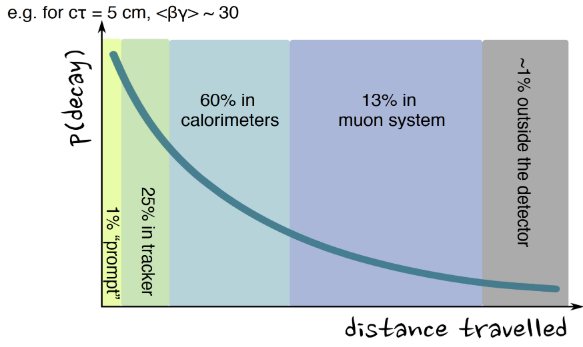 e.g. for cτ = 5 cm, <βγ> ~ 30
P(decay)
1% "prompt"
25% in tracker
60% in
calorimeters
13% in
muon system
~1% outside the detector
distance travelled